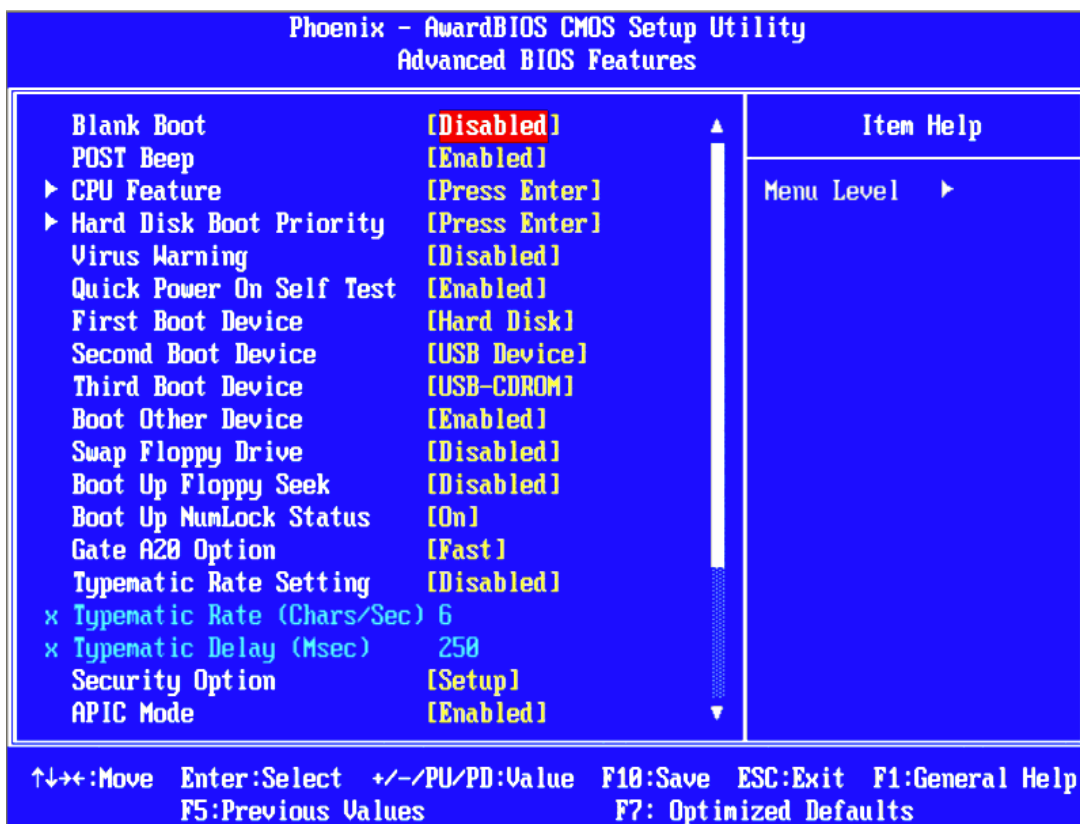 Phoenix - AwardBIOS CMOS Setup Utility
Advanced BIOS Features
Blank Boot [Disabled]
POST Beep [Enabled]
► CPU Feature [Press Enter]
► Hard Disk Boot Priority [Press Enter]
Virus Warning [Disabled]
Quick Power On Self Test [Enabled]
First Boot Device [Hard Disk]
Second Boot Device [USB Device]
Third Boot Device [USB-CDROM]
Boot Other Device [Enabled]
Swap Floppy Drive [Disabled]
Boot Up Floppy Seek [Disabled]
Boot Up NumLock Status [On]
Gate A20 Option [Fast]
Typematic Rate Setting [Disabled]
x Typematic Rate (Chars/Sec) 6
x Typematic Delay (Msec) 250
Security Option [Setup]
APIC Mode [Enabled]
Item Help
Menu Level ►
↑↓→←:Move Enter:Select +/-/PU/PD:Value F10:Save ESC:Exit F1:General Help
F5:Previous Values F7: Optimized Defaults